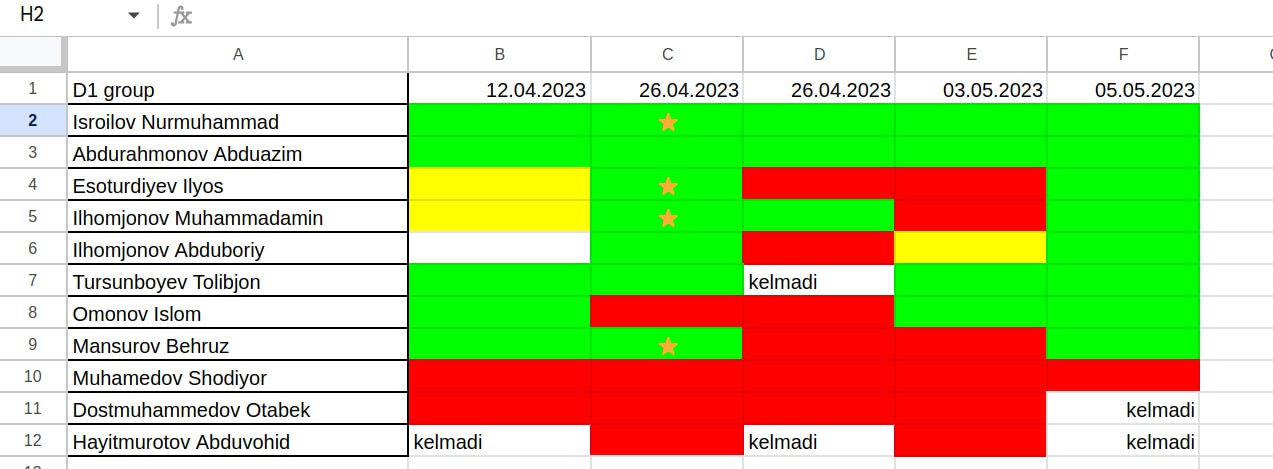 H2 fx
A B C D E F
1 D1 group 12.04.2023 26.04.2023 26.04.2023 03.05.2023 05.05.2023
2 Isroilov Nurmuhammad
3 Abdurahmonov Abduazim
4 Esoturdiyev Ilyos
5 Ilhomjonov Muhammadamin
6 Ilhomjonov Abduboriy
7 Tursunboyev Tolibjon kelmadi
8 Omonov Islom
9 Mansurov Behruz
10 Muhamedov Shodiyor
11 Dostmuhammedov Otabek kelmadi
12 Hayitmurotov Abduvohid kelmadi kelmadi kelmadi